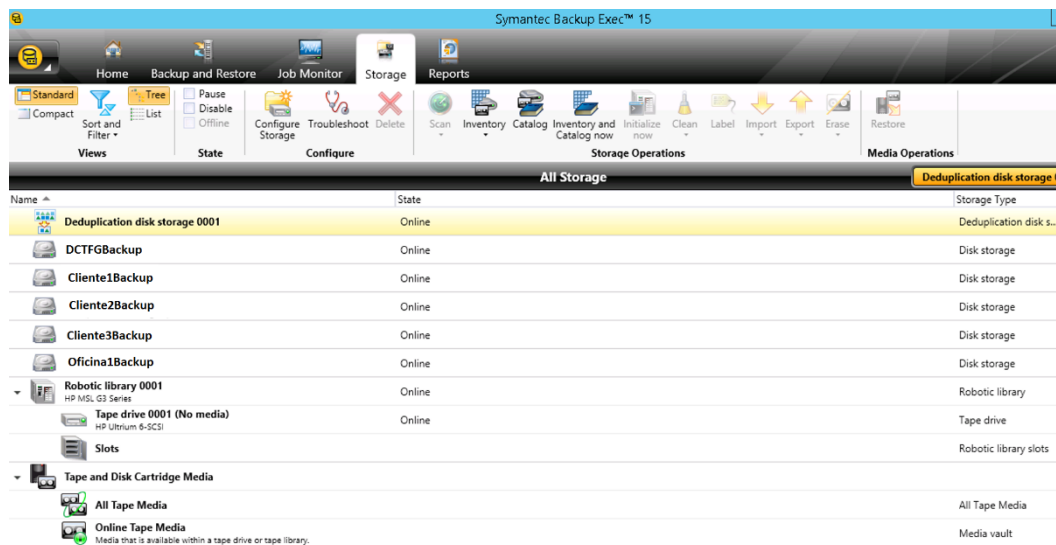 Symantec Backup Exec™ 15
Home Backup and Restore Job Monitor Storage Reports
Standard
Compact
Sort and Filter
Tree
List
Views
Pause
Disable
Offline
State
Configure Storage
Troubleshoot
Delete
Configure
Scan
Inventory
Catalog
Inventory and Catalog now
Initialize now
Clean
Label
Import
Export
Erase
Storage Operations
Restore
Media Operations
All Storage
Deduplication disk storage
Name State Storage Type
Deduplication disk storage 0001 Online Deduplication disk s...
DCTFGBackup Online Disk storage
Cliente1Backup Online Disk storage
Cliente2Backup Online Disk storage
Cliente3Backup Online Disk storage
Oficina1Backup Online Disk storage
Robotic library 0001 Online Robotic library
HP MSL G3 Series
Tape drive 0001 (No media) Online Tape drive
HP Ultrium 6-SCSI
Slots Robotic library slots
Tape and Disk Cartridge Media
All Tape Media All Tape Media
Online Tape Media Media vault
Media that is available within a tape drive or tape library.